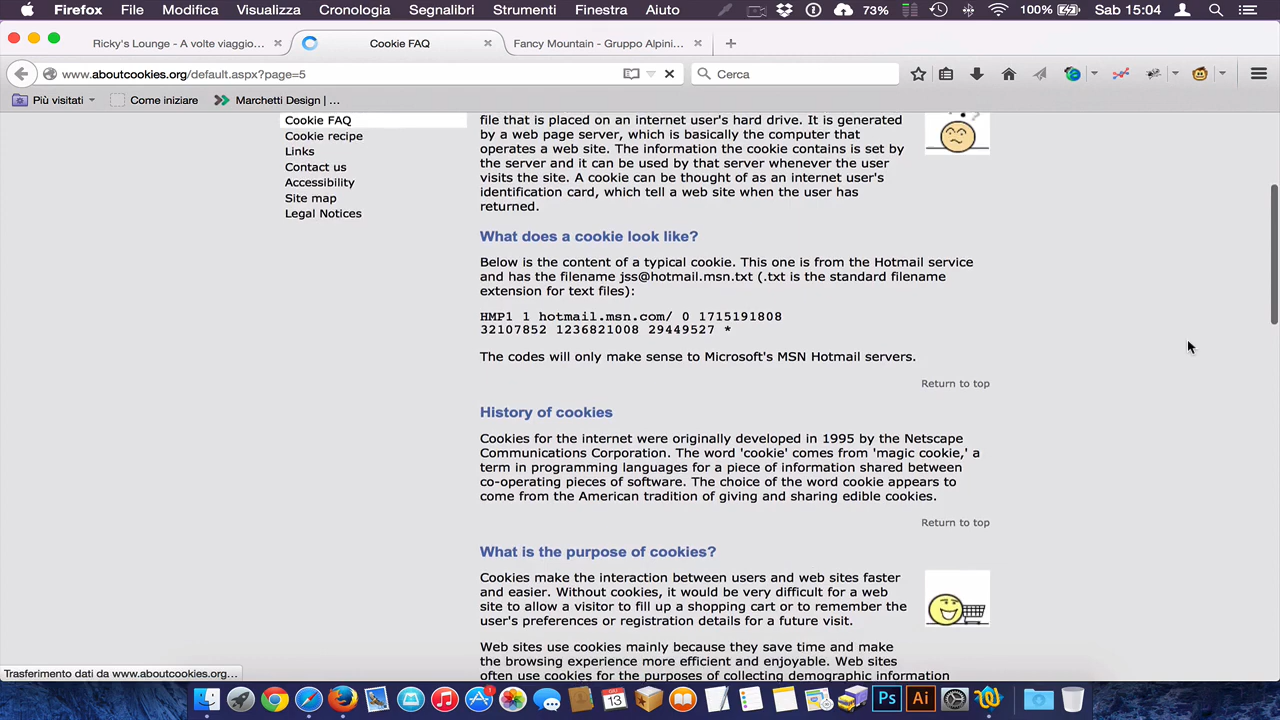 Firefox File Modifica Visualizza Cronologia Segnalibri Strumenti Finestra Aiuto 73% 100% Sab 15:04
Ricky's Lounge - A volte viaggio... Cookie FAQ Fancy Mountain - Gruppo Alpini...
www.aboutcookies.org/default.aspx?page=5 Cerca
Più visitati Come iniziare Marchetti Design | ...
Cookie FAQ
Cookie recipe
Links
Contact us
Accessibility
Site map
Legal Notices
file that is placed on an internet user's hard drive. It is generated
by a web page server, which is basically the computer that
operates a web site. The information the cookie contains is set by
the server and it can be used by that server whenever the user
visits the site. A cookie can be thought of as an internet user's
identification card, which tell a web site when the user has
returned.
What does a cookie look like?
Below is the content of a typical cookie. This one is from the Hotmail service
and has the filename jss@hotmail.msn.txt (.txt is the standard filename
extension for text files):
HMP1 1 hotmail.msn.com/ 0 1715191808
32107852 1236821008 29449527 *
The codes will only make sense to Microsoft's MSN Hotmail servers.
Return to top
History of cookies
Cookies for the internet were originally developed in 1995 by the Netscape
Communications Corporation. The word 'cookie' comes from 'magic cookie,' a
term in programming languages for a piece of information shared between
co-operating pieces of software. The choice of the word cookie appears to
come from the American tradition of giving and sharing edible cookies.
Return to top
What is the purpose of cookies?
Cookies make the interaction between users and web sites faster
and easier. Without cookies, it would be very difficult for a web
site to allow a visitor to fill up a shopping cart or to remember the
user's preferences or registration details for a future visit.
Web sites use cookies mainly because they save time and make
the browsing experience more efficient and enjoyable. Web sites
often use cookies for the purposes of collecting demographic information
Trasferimento dati da www.aboutcookies.org...
13
Ps Ai